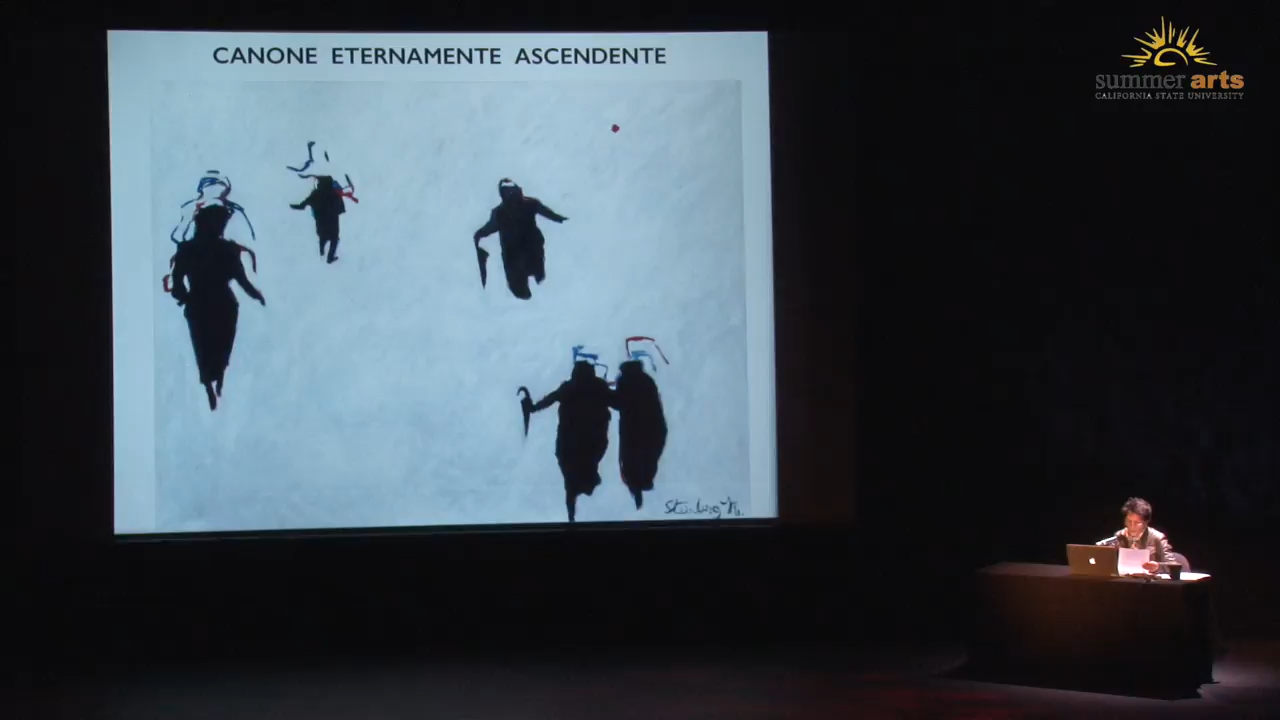 CANONE ETERNAMENTE ASCENDENTE
summer arts
CALIFORNIA STATE UNIVERSITY